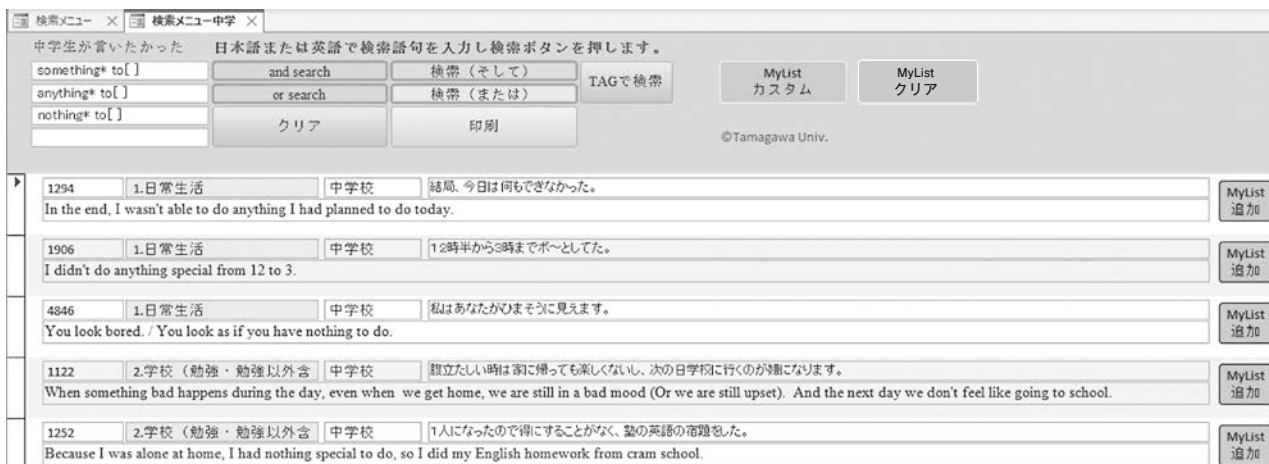 検索メニュー × 検索メニュー中学 ×
中学生が言いたかった 日本語または英語で検索語句を入力し検索ボタンを押します。
something* to[ ] and search 検索（そして） TAGで検索 MyList カスタム MyList クリア
anything* to[ ] or search 検索（または）
nothing* to[ ] クリア 印刷
©Tamagawa Univ.
1294 1.日常生活 中学校 結局、今日は何もできなかった。 MyList 追加
In the end, I wasn't able to do anything I had planned to do today.
1906 1.日常生活 中学校 12時半から3時までボ～としてた。 MyList 追加
I didn't do anything special from 12 to 3.
4846 1.日常生活 中学校 私はあなたがひまそうに見えます。 MyList 追加
You look bored. / You look as if you have nothing to do.
1122 2.学校（勉強・勉強以外含 中学校 腹立たしい時は家に帰っても楽しくないし、次の日学校に行くのが嫌になります。 MyList 追加
When something bad happens during the day, even when we get home, we are still in a bad mood (Or we are still upset). And the next day we don't feel like going to school.
1252 2.学校（勉強・勉強以外含 中学校 1人になったので得にすることがなく、塾の英語の宿題をした。 MyList 追加
Because I was alone at home, I had nothing special to do, so I did my English homework from cram school.